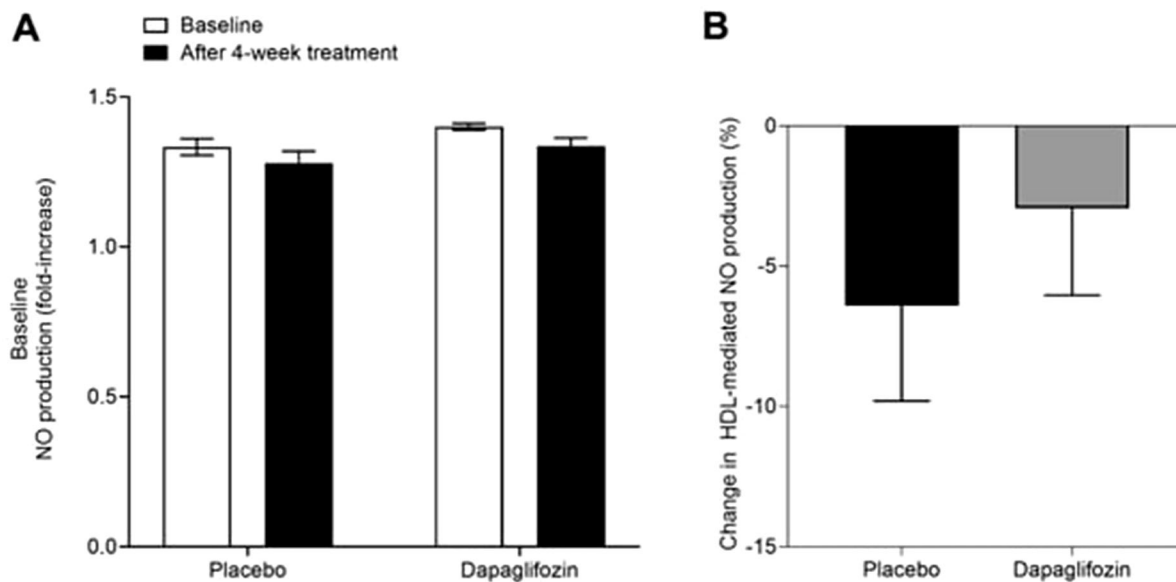 A
Baseline
After 4-week treatment
Baseline
NO production (fold-increase)
1.5
1.0
0.5
0.0
Placebo
Dapaglifozin
B
Change in HDL-mediated NO production (%)
0
-5
-10
-15
Placebo
Dapaglifozin